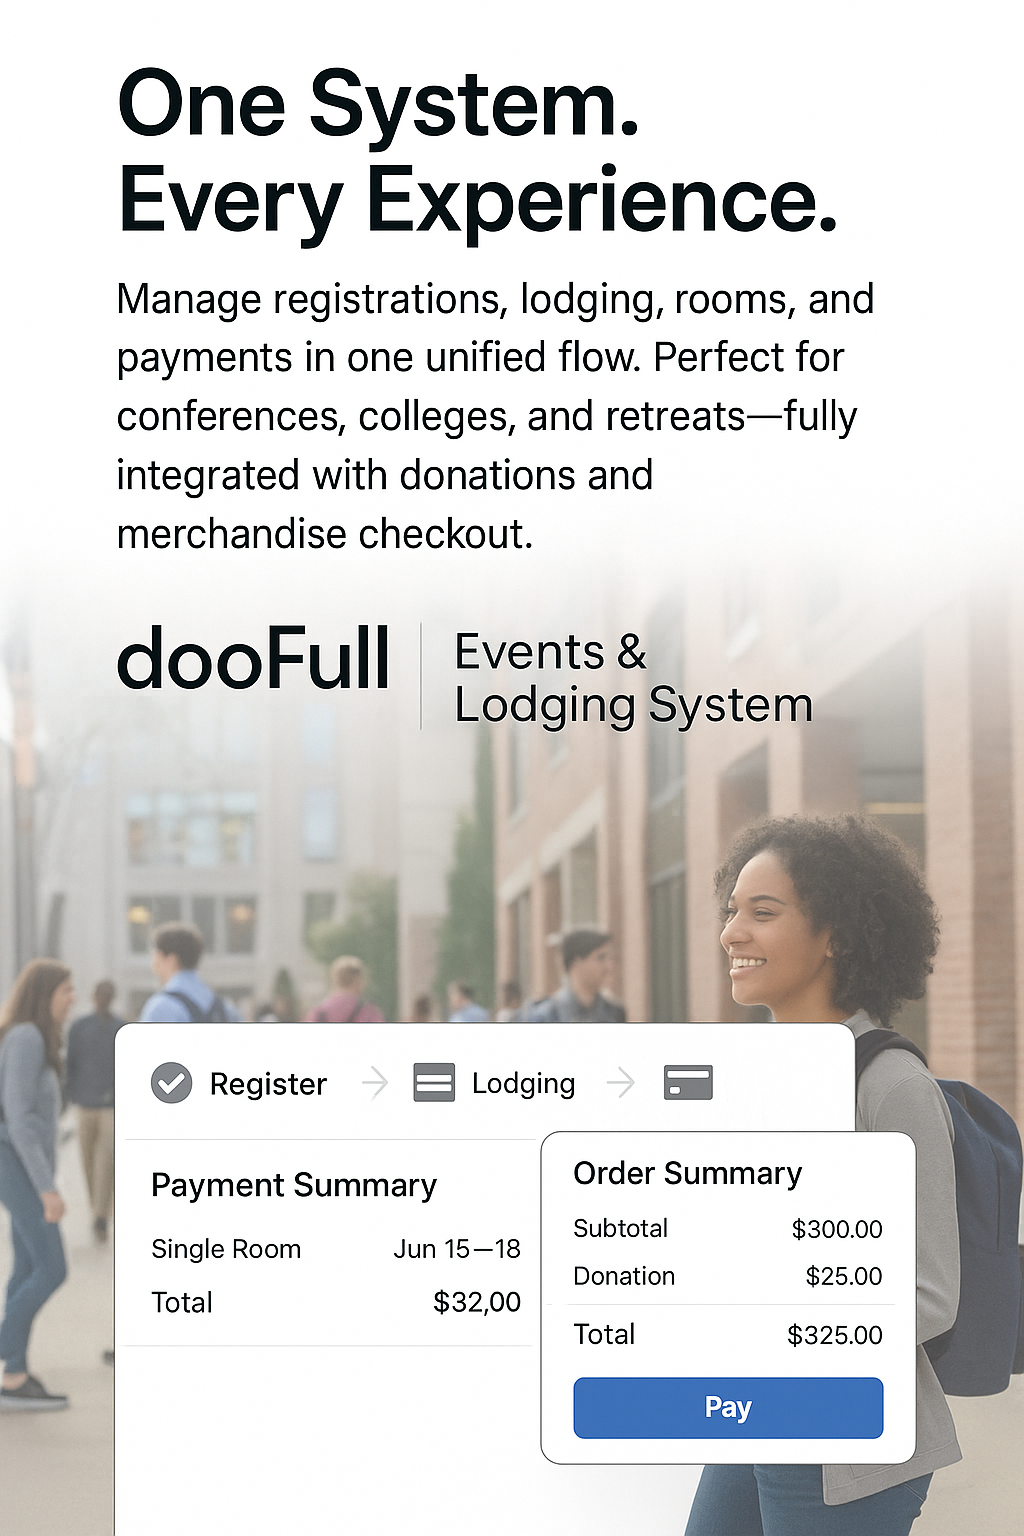 One System.
Every Experience.
Manage registrations, lodging, rooms, and
payments in one unified flow. Perfect for
conferences, colleges, and retreats—fully
integrated with donations and
merchandise checkout.
dooFull
Events &
Lodging System
Register
Lodging
Payment Summary
Single Room Jun 15–18
Total $32,00
Order Summary
Subtotal $300.00
Donation $25.00
Total $325.00
Pay